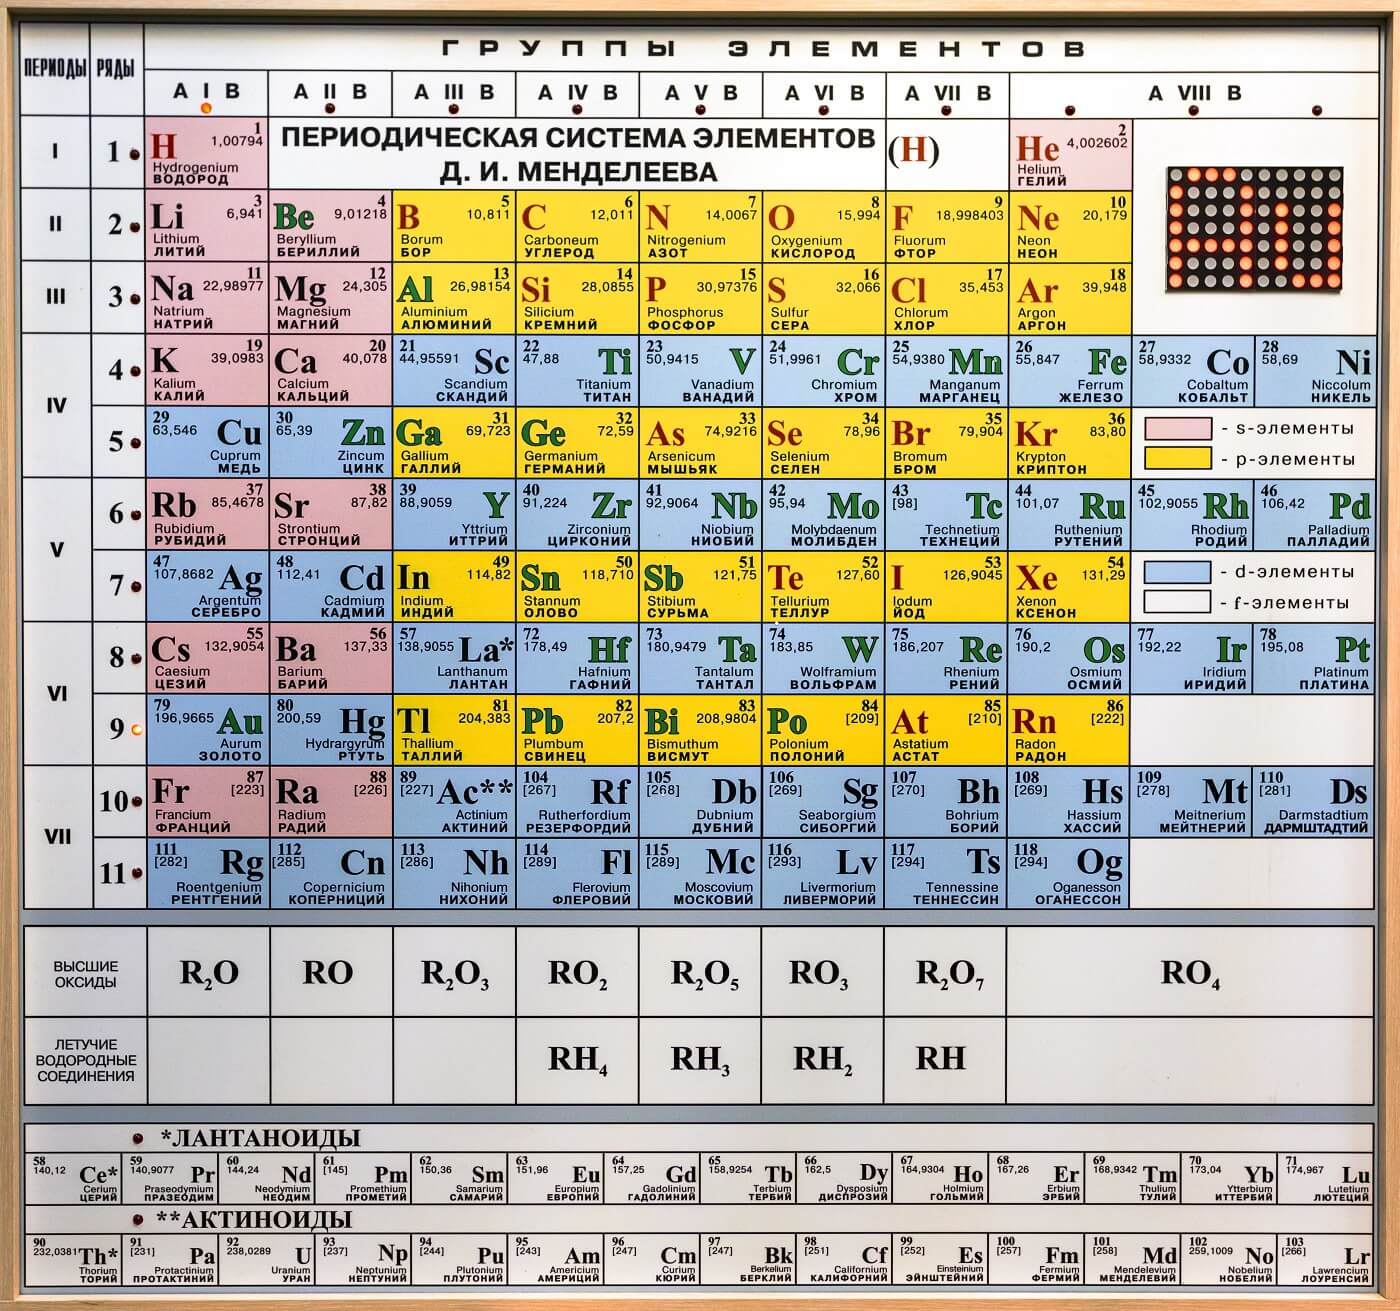 ГРУППЫ ЭЛЕМЕНТОВ
ПЕРИОДЫ РЯДЫ
A I B A II B A III B A IV B A V B A VI B A VII B A VIII B
I 1
H 1 1,00794 Hydrogenium ВОДОРОД
ПЕРИОДИЧЕСКАЯ СИСТЕМА ЭЛЕМЕНТОВ
Д. И. МЕНДЕЛЕЕВА
(H)
He 2 4,002602 Helium ГЕЛИЙ
II 2
Li 3 6,941 Lithium ЛИТИЙ
Be 4 9,01218 Beryllium БЕРИЛЛИЙ
B 5 10,811 Borum БОР
C 6 12,011 Carboneum УГЛЕРОД
N 7 14,0067 Nitrogenium АЗОТ
O 8 15,994 Oxygenium КИСЛОРОД
F 9 18,998403 Fluorum ФТОР
Ne 10 20,179 Neon НЕОН
III 3
Na 11 22,98977 Natrium НАТРИЙ
Mg 12 24,305 Magnesium МАГНИЙ
Al 13 26,98154 Aluminium АЛЮМИНИЙ
Si 14 28,0855 Silicium КРЕМНИЙ
P 15 30,97376 Phosphorus ФОСФОР
S 16 32,066 Sulfur СЕРА
Cl 17 35,453 Chlorum ХЛОР
Ar 18 39,948 Argon АРГОН
IV 4
K 19 39,0983 Kalium КАЛИЙ
Ca 20 40,078 Calcium КАЛЬЦИЙ
21 44,95591 Sc Scandium СКАНДИЙ
22 47,88 Ti Titanium ТИТАН
23 50,9415 V Vanadium ВАНАДИЙ
24 51,9961 Cr Chromium ХРОМ
25 54,9380 Mn Manganum МАРГАНЕЦ
26 55,847 Fe Ferrum ЖЕЛЕЗО
27 58,9332 Co Cobaltum КОБАЛЬТ
28 58,69 Ni Niccolum НИКЕЛЬ
5
29 63,546 Cu Cuprum МЕДЬ
30 65,39 Zn Zincum ЦИНК
Ga 31 69,723 Gallium ГАЛЛИЙ
Ge 32 72,59 Germanium ГЕРМАНИЙ
As 33 74,9216 Arsenicum МЫШЬЯК
Se 34 78,96 Selenium СЕЛЕН
Br 35 79,904 Bromum БРОМ
Kr 36 83,80 Krypton КРИПТОН
- s-элементы
- p-элементы
V 6
Rb 37 85,4678 Rubidium РУБИДИЙ
Sr 38 87,82 Strontium СТРОНЦИЙ
39 88,9059 Y Yttrium ИТТРИЙ
40 91,224 Zr Zirconium ЦИРКОНИЙ
41 92,9064 Nb Niobium НИОБИЙ
42 95,94 Mo Molybdaenum МОЛИБДЕН
43 [98] Tc Technetium ТЕХНЕЦИЙ
44 101,07 Ru Ruthenium РУТЕНИЙ
45 102,9055 Rh Rhodium РОДИЙ
46 106,42 Pd Palladium ПАЛЛАДИЙ
7
47 107,8682 Ag Argentum СЕРЕБРО
48 112,41 Cd Cadmium КАДМИЙ
In 49 114,82 Indium ИНДИЙ
Sn 50 118,710 Stannum ОЛОВО
Sb 51 121,75 Stibium СУРЬМА
Te 52 127,60 Tellurium ТЕЛЛУР
I 53 126,9045 Iodum ЙОД
Xe 54 131,29 Xenon КСЕНОН
- d-элементы
- f-элементы
VI 8
Cs 55 132,9054 Caesium ЦЕЗИЙ
Ba 56 137,33 Barium БАРИЙ
57 138,9055 La* Lanthanum ЛАНТАН
72 178,49 Hf Hafnium ГАФНИЙ
73 180,9479 Ta Tantalum ТАНТАЛ
74 183,85 W Wolframium ВОЛЬФРАМ
75 186,207 Re Rhenium РЕНИЙ
76 190,2 Os Osmium ОСМИЙ
77 192,22 Ir Iridium ИРИДИЙ
78 195,08 Pt Platinum ПЛАТИНА
9
79 196,9665 Au Aurum ЗОЛОТО
80 200,59 Hg Hydrargyrum РТУТЬ
Tl 81 204,383 Thallium ТАЛЛИЙ
Pb 82 207,2 Plumbum СВИНЕЦ
Bi 83 208,9804 Bismuthum ВИСМУТ
Po 84 [209] Polonium ПОЛОНИЙ
At 85 [210] Astatium АСТАТ
Rn 86 [222] Radon РАДОН
VII 10
Fr 87 [223] Francium ФРАНЦИЙ
Ra 88 [226] Radium РАДИЙ
89 [227] Ac** Actinium АКТИНИЙ
104 [267] Rf Rutherfordium РЕЗЕРФОРДИЙ
105 [268] Db Dubnium ДУБНИЙ
106 [269] Sg Seaborgium СИБОРГИЙ
107 [270] Bh Bohrium БОРИЙ
108 [269] Hs Hassium ХАССИЙ
109 [278] Mt Meitnerium МЕЙТНЕРИЙ
110 [281] Ds Darmstadtium ДАРМШТАДТИЙ
11
111 [282] Rg Roentgenium РЕНТГЕНИЙ
112 [285] Cn Copernicium КОПЕРНИЦИЙ
113 [286] Nh Nihonium НИХОНИЙ
114 [289] Fl Flerovium ФЛЕРОВИЙ
115 [289] Mc Moscovium МОСКОВИЙ
116 [293] Lv Livermorium ЛИВЕРМОРИЙ
117 [294] Ts Tennessine ТЕННЕССИН
118 [294] Og Oganesson ОГАНЕССОН
ВЫСШИЕ ОКСИДЫ
R₂O RO R₂O₃ RO₂ R₂O₅ RO₃ R₂O₇ RO₄
ЛЕТУЧИЕ ВОДОРОДНЫЕ СОЕДИНЕНИЯ
RH₄ RH₃ RH₂ RH
*ЛАНТАНОИДЫ
58 140,12 Ce* Cerium ЦЕРИЙ
59 140,9077 Pr Praseodymium ПРАЗЕОДИМ
60 144,24 Nd Neodymium НЕОДИМ
61 [145] Pm Promethium ПРОМЕТИЙ
62 150,36 Sm Samarium САМАРИЙ
63 151,96 Eu Europium ЕВРОПИЙ
64 157,25 Gd Gadolinium ГАДОЛИНИЙ
65 158,9254 Tb Terbium ТЕРБИЙ
66 162,5 Dy Dysposium ДИСПРОЗИЙ
67 164,9304 Ho Holmium ГОЛЬМИЙ
68 167,26 Er Erbium ЭРБИЙ
69 168,9342 Tm Thulium ТУЛИЙ
70 173,04 Yb Ytterbium ИТТЕРБИЙ
71 174,967 Lu Lutetium ЛЮТЕЦИЙ
**АКТИНОИДЫ
90 232,0381 Th* Thorium ТОРИЙ
91 [231] Pa Protactinium ПРОТАКТИНИЙ
92 238,0289 U Uranium УРАН
93 [237] Np Neptunium НЕПТУНИЙ
94 [244] Pu Plutonium ПЛУТОНИЙ
95 [243] Am Americium АМЕРИЦИЙ
96 [247] Cm Curium КЮРИЙ
97 [247] Bk Berkelium БЕРКЛИЙ
98 [251] Cf Californium КАЛИФОРНИЙ
99 [252] Es Einsteinium ЭЙНШТЕЙНИЙ
100 [257] Fm Fermium ФЕРМИЙ
101 [258] Md Mendelevium МЕНДЕЛЕВИЙ
102 259,1009 No Nobelium НОБЕЛИЙ
103 [266] Lr Lawrencium ЛОУРЕНСИЙ